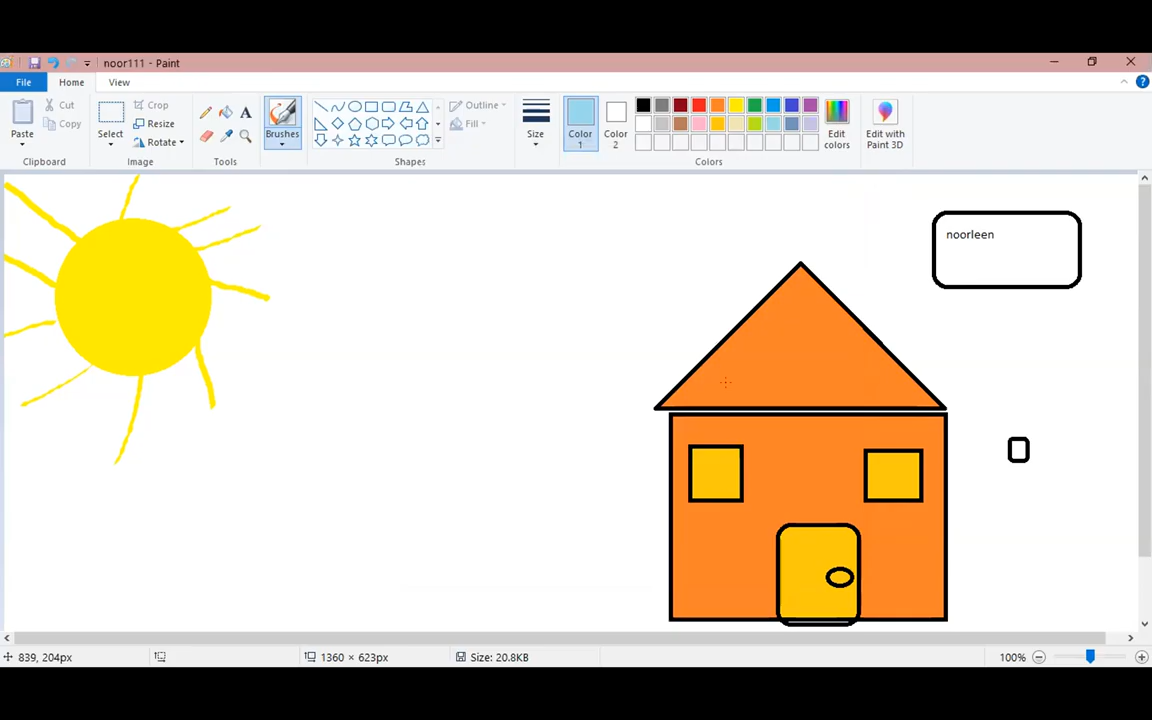 noor111 - Paint
File Home View
Cut
Copy
Paste
Clipboard
Crop
Resize
Rotate
Select
Image
A
Tools
Brushes
Outline
Fill
Shapes
Size
Color 1
Color 2
Edit colors
Colors
Edit with Paint 3D
?
noorleen
839, 204px
1360 × 623px
Size: 20.8KB
100%